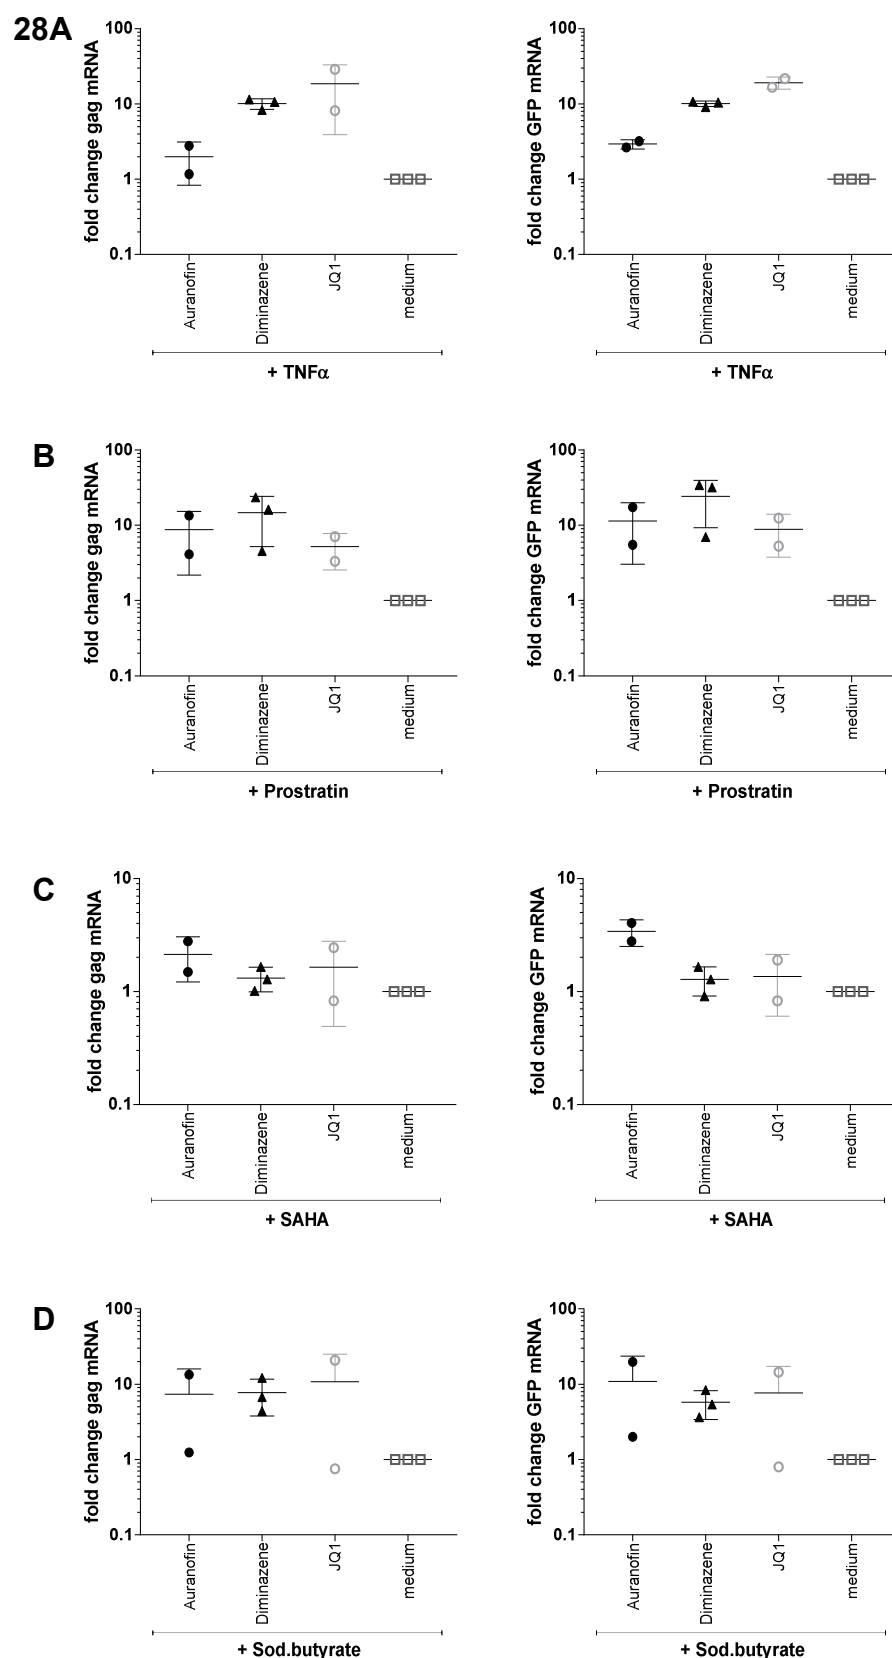 28A
fold change gag mRNA
100
10
1
0.1
Auranofin
Diminazene
JQ1
medium
+ TNFα
fold change GFP mRNA
100
10
1
0.1
Auranofin
Diminazene
JQ1
medium
+ TNFα
B
fold change gag mRNA
100
10
1
0.1
Auranofin
Diminazene
JQ1
medium
+ Prostratin
fold change GFP mRNA
100
10
1
0.1
Auranofin
Diminazene
JQ1
medium
+ Prostratin
C
fold change gag mRNA
10
1
0.1
Auranofin
Diminazene
JQ1
medium
+ SAHA
fold change GFP mRNA
10
1
0.1
Auranofin
Diminazene
JQ1
medium
+ SAHA
D
fold change gag mRNA
100
10
1
0.1
Auranofin
Diminazene
JQ1
medium
+ Sod.butyrate
fold change GFP mRNA
100
10
1
0.1
Auranofin
Diminazene
JQ1
medium
+ Sod.butyrate